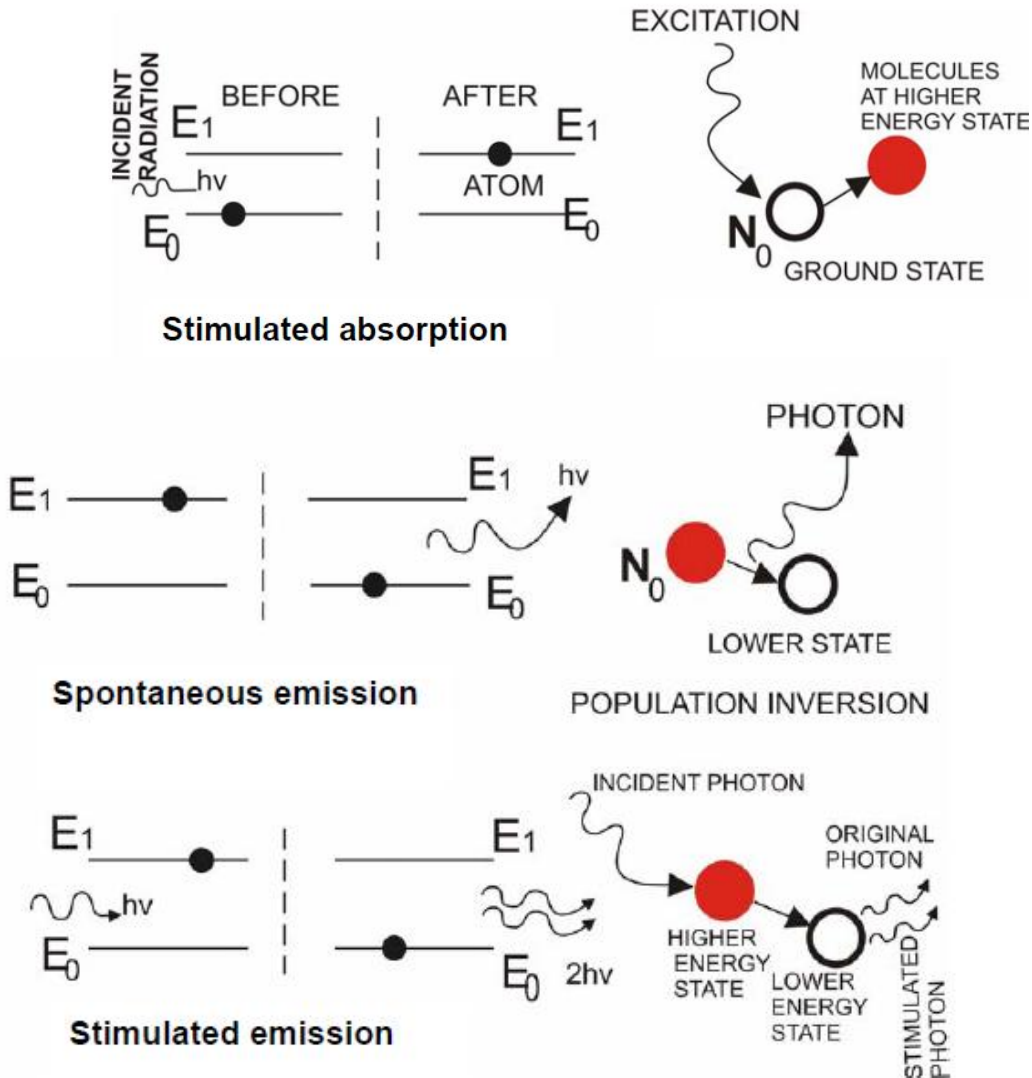 EXCITATION
INCIDENT
RADIATION
BEFORE
AFTER
MOLECULES
AT HIGHER
ENERGY STATE
E1
E1
hv
ATOM
E0
E0
N0
GROUND STATE
Stimulated absorption
PHOTON
E1
E1
hv
E0
E0
N0
LOWER STATE
Spontaneous emission
POPULATION INVERSION
INCIDENT PHOTON
E1
E1
ORIGINAL
PHOTON
hv
E0
E0
2hv
HIGHER
ENERGY
STATE
LOWER
ENERGY
STATE
STIMULATED
PHOTON
Stimulated emission